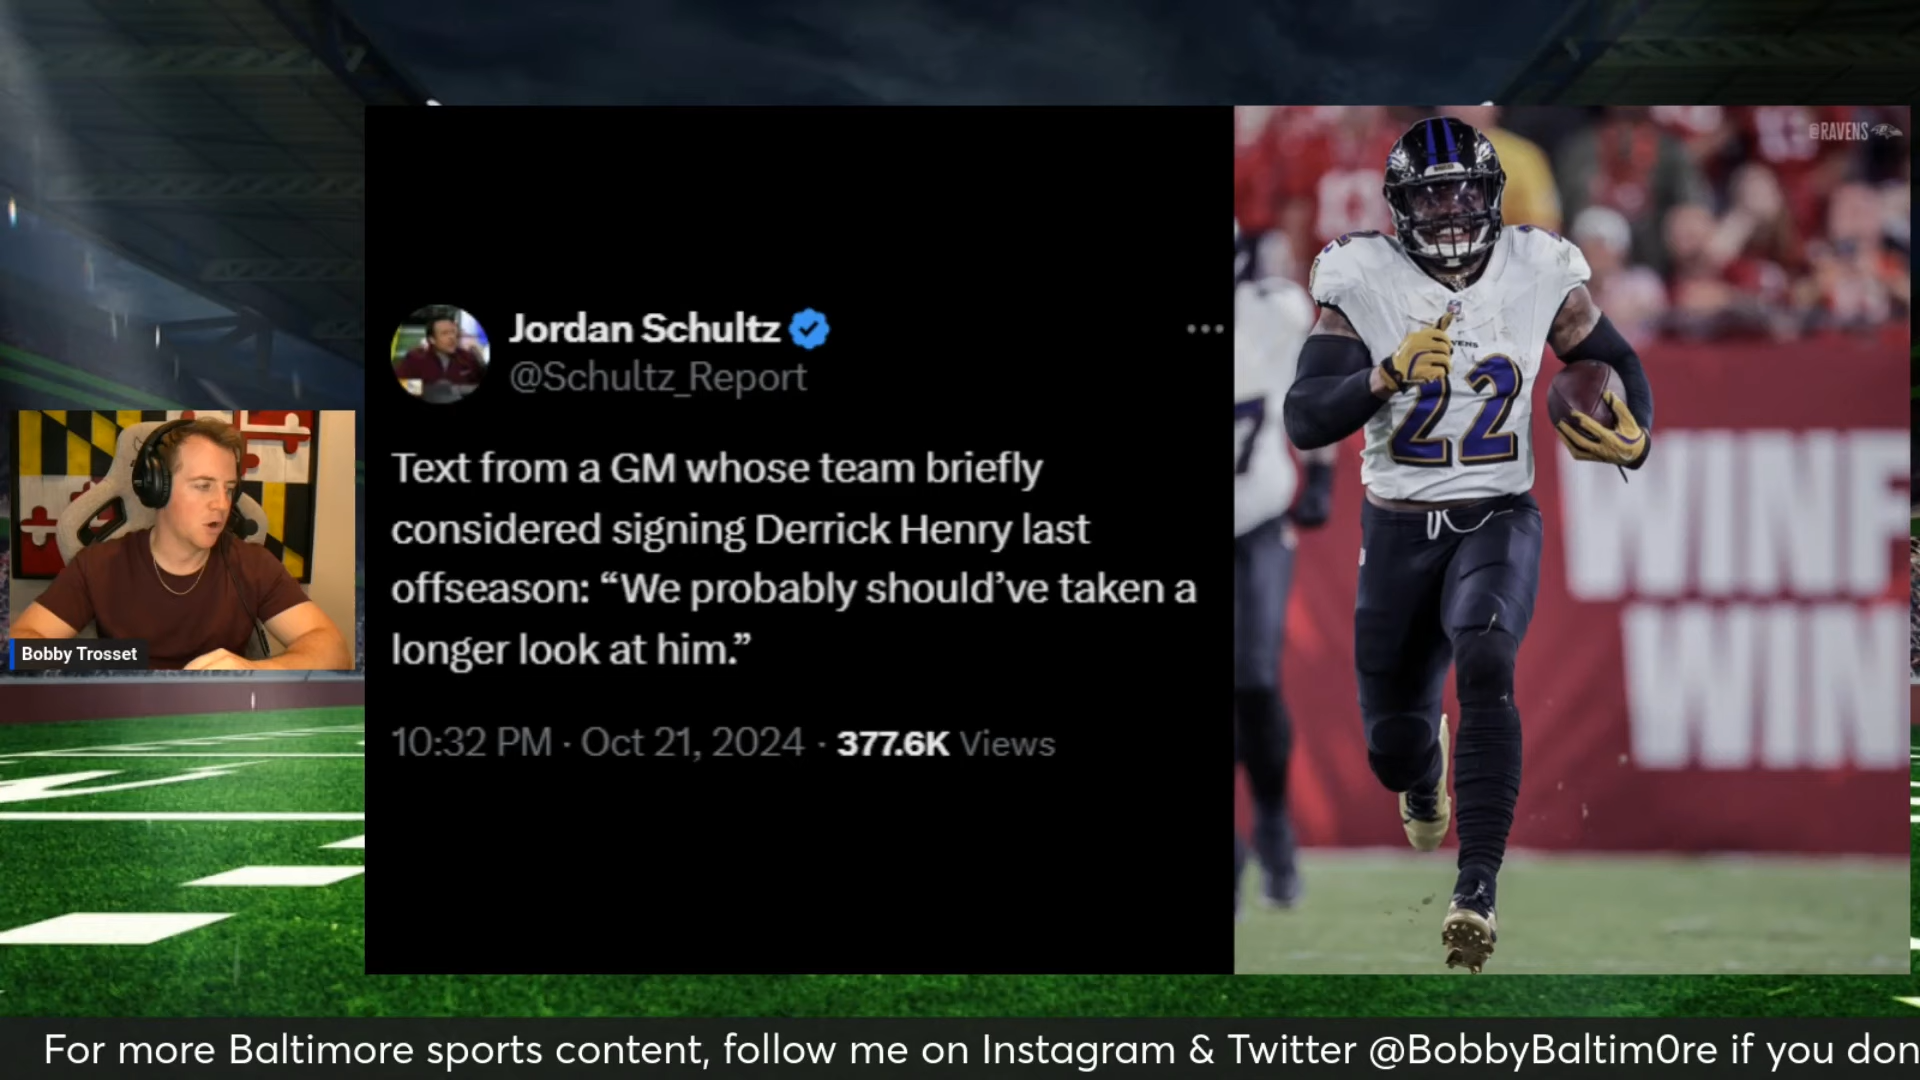 @RAVENS
Jordan Schultz
@Schultz_Report
Text from a GM whose team briefly
considered signing Derrick Henry last
offseason: “We probably should’ve taken a
longer look at him.”
10:32 PM · Oct 21, 2024 · 377.6K Views
22
WINF
WIN
Bobby Trosset
For more Baltimore sports content, follow me on Instagram & Twitter @BobbyBaltim0re if you don